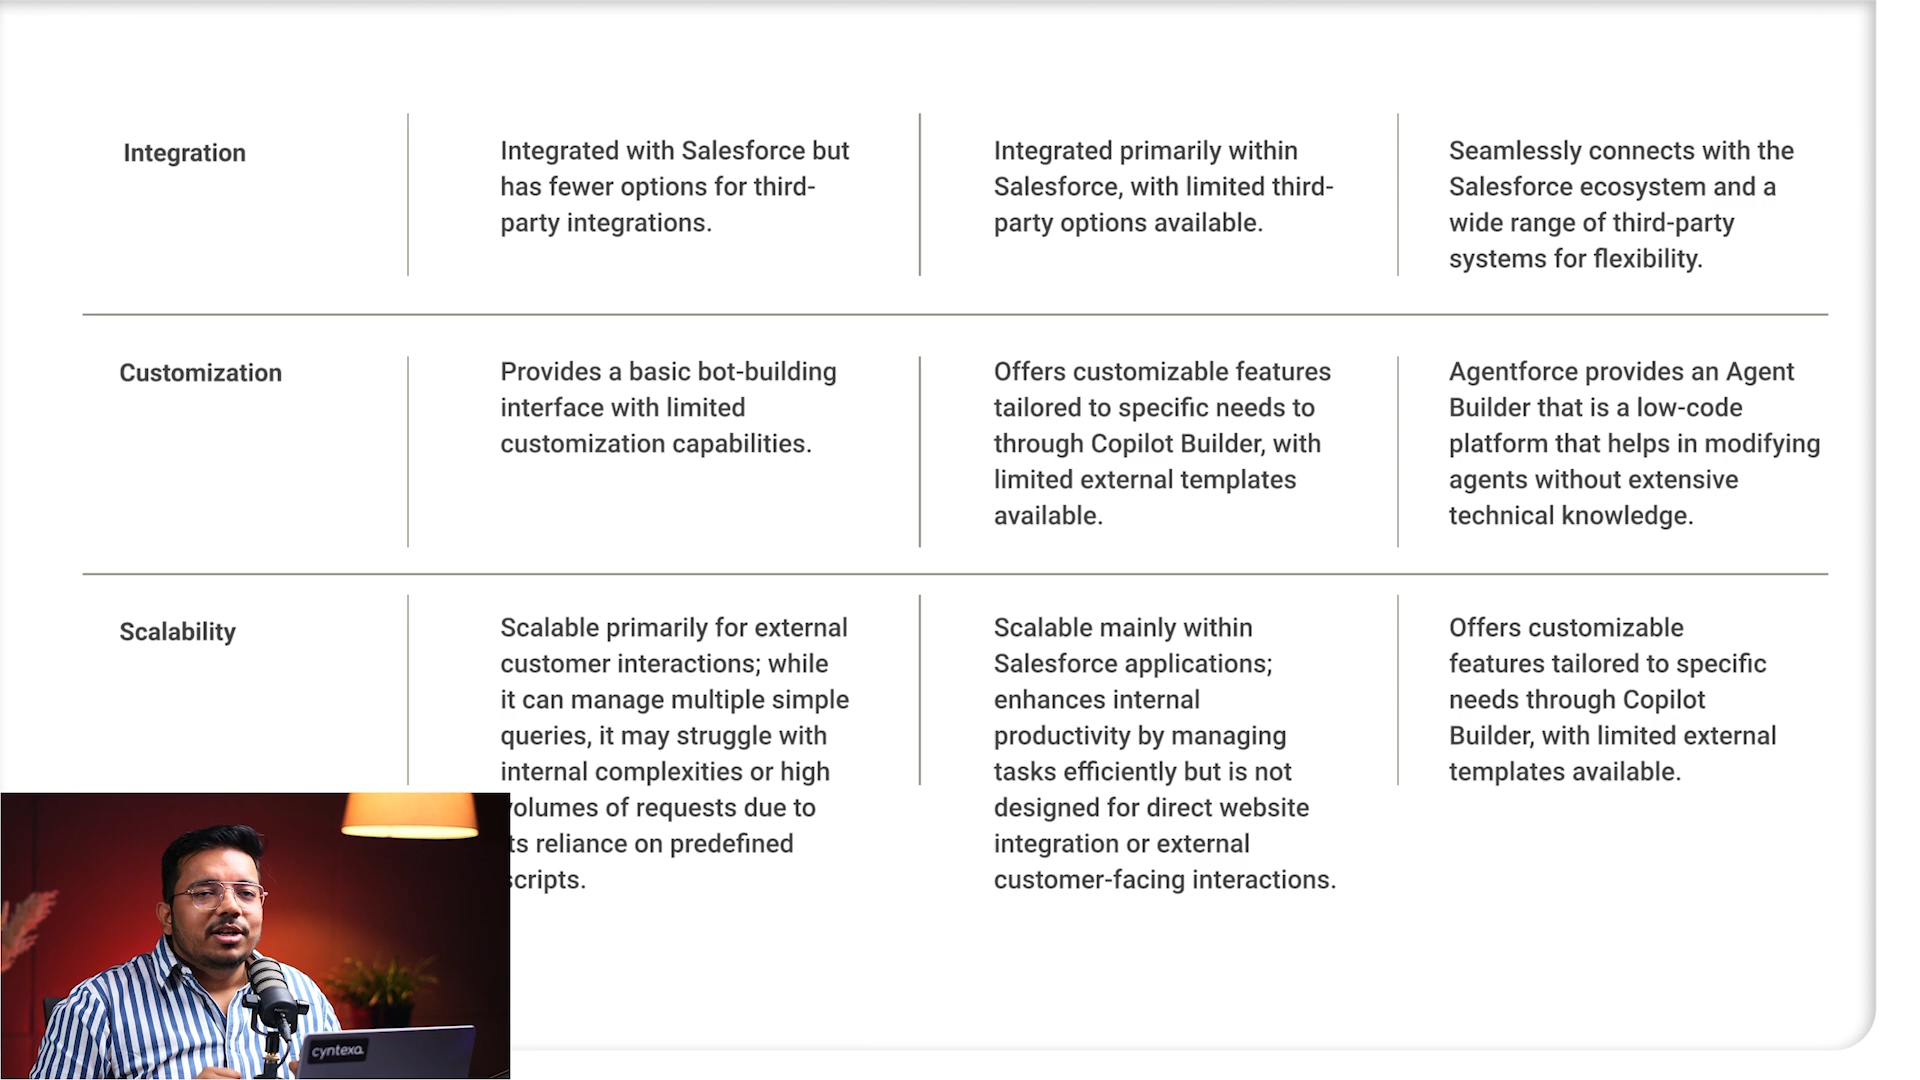 Integration
Integrated with Salesforce but
has fewer options for third-
party integrations.
Integrated primarily within
Salesforce, with limited third-
party options available.
Seamlessly connects with the
Salesforce ecosystem and a
wide range of third-party
systems for flexibility.
Customization
Provides a basic bot-building
interface with limited
customization capabilities.
Offers customizable features
tailored to specific needs to
through Copilot Builder, with
limited external templates
available.
Agentforce provides an Agent
Builder that is a low-code
platform that helps in modifying
agents without extensive
technical knowledge.
Scalability
Scalable primarily for external
customer interactions; while
it can manage multiple simple
queries, it may struggle with
internal complexities or high
volumes of requests due to
its reliance on predefined
scripts.
Scalable mainly within
Salesforce applications;
enhances internal
productivity by managing
tasks efficiently but is not
designed for direct website
integration or external
customer-facing interactions.
Offers customizable
features tailored to specific
needs through Copilot
Builder, with limited external
templates available.
cyntexa